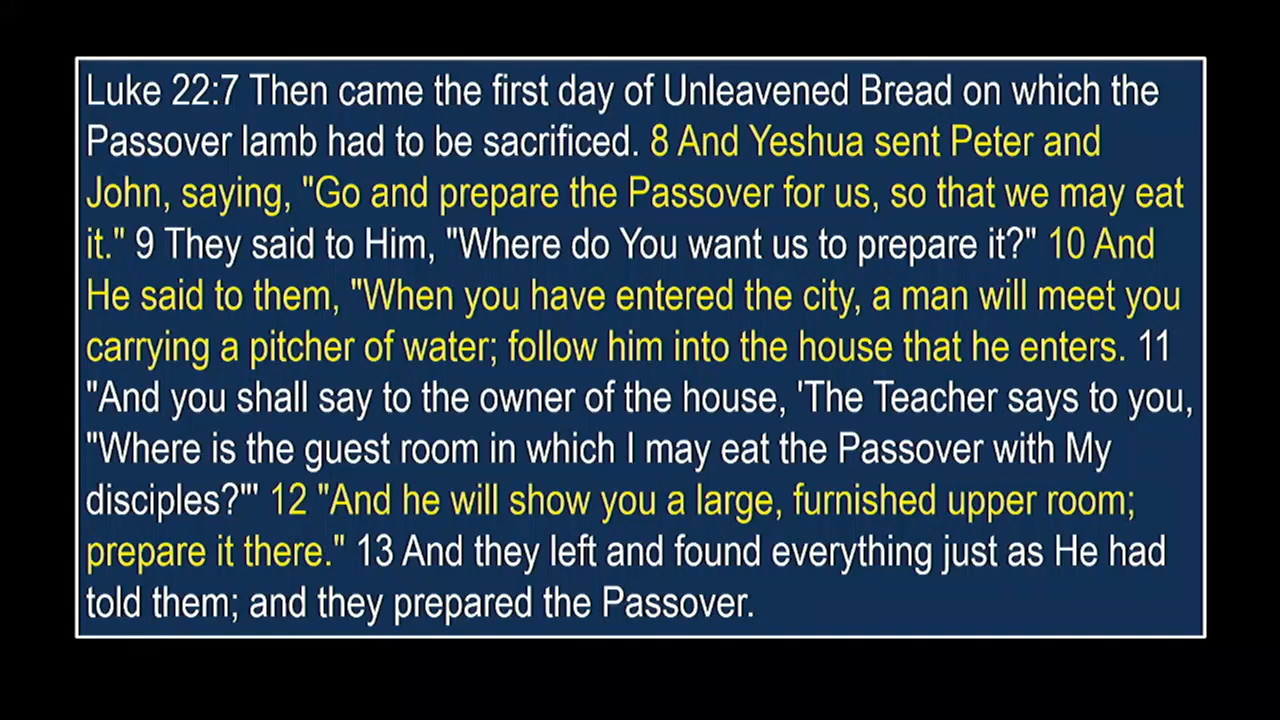 Luke 22:7 Then came the first day of Unleavened Bread on which the
Passover lamb had to be sacrificed. 8 And Yeshua sent Peter and
John, saying, "Go and prepare the Passover for us, so that we may eat
it." 9 They said to Him, "Where do You want us to prepare it?" 10 And
He said to them, "When you have entered the city, a man will meet you
carrying a pitcher of water; follow him into the house that he enters. 11
"And you shall say to the owner of the house, 'The Teacher says to you,
"Where is the guest room in which I may eat the Passover with My
disciples?"' 12 "And he will show you a large, furnished upper room;
prepare it there." 13 And they left and found everything just as He had
told them; and they prepared the Passover.